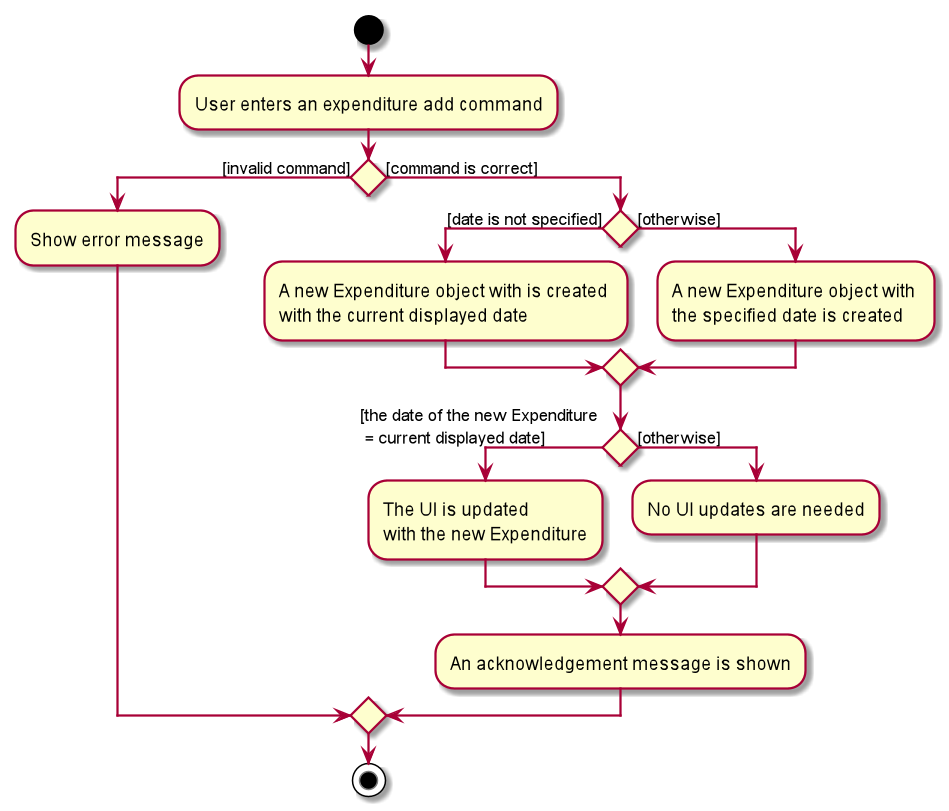 User enters an expenditure add command
[invalid command]
[command is correct]
Show error message
[date is not specified]
[otherwise]
A new Expenditure object with is created
with the current displayed date
A new Expenditure object with
the specified date is created
[the date of the new Expenditure
= current displayed date]
[otherwise]
The UI is updated
with the new Expenditure
No UI updates are needed
An acknowledgement message is shown